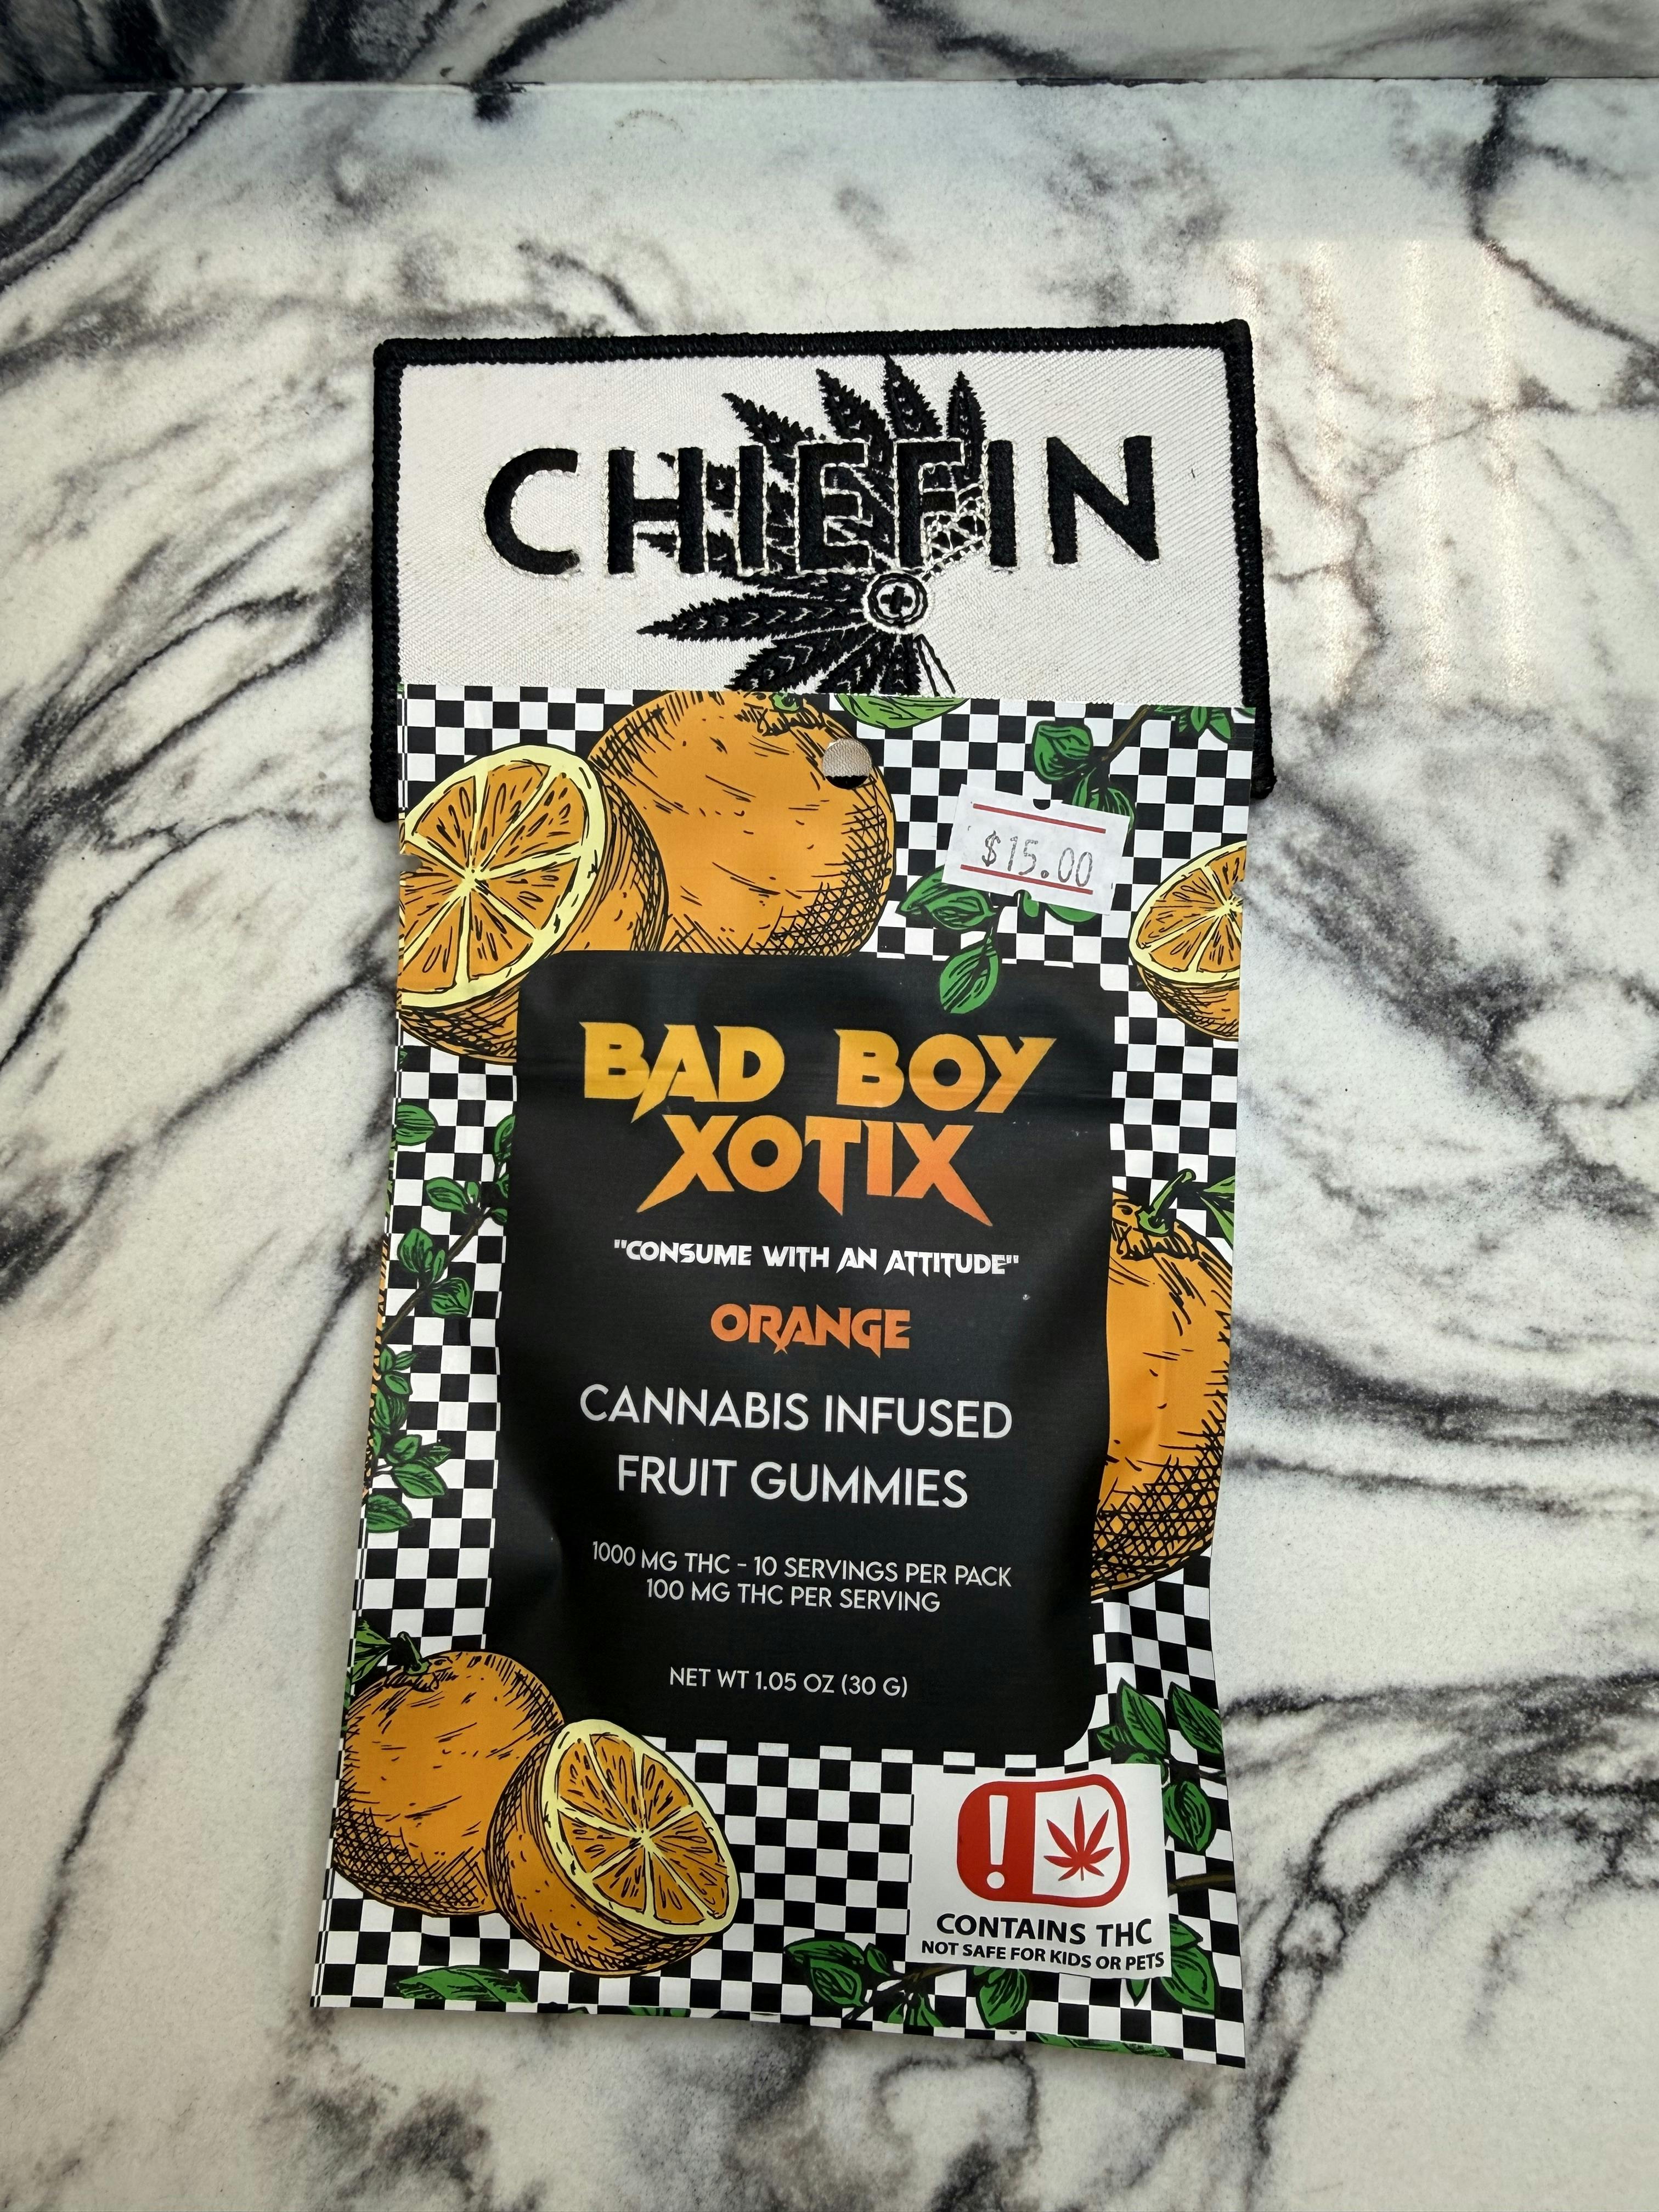 CHIEFIN
$15.00
BAD BOY
XOTIX
"CONSUME WITH AN ATTITUDE"
ORANGE
CANNABIS INFUSED
FRUIT GUMMIES
1000 MG THC - 10 SERVINGS PER PACK
100 MG THC PER SERVING
NET WT 1.05 OZ (30 G)
!
CONTAINS THC
NOT SAFE FOR KIDS OR PETS